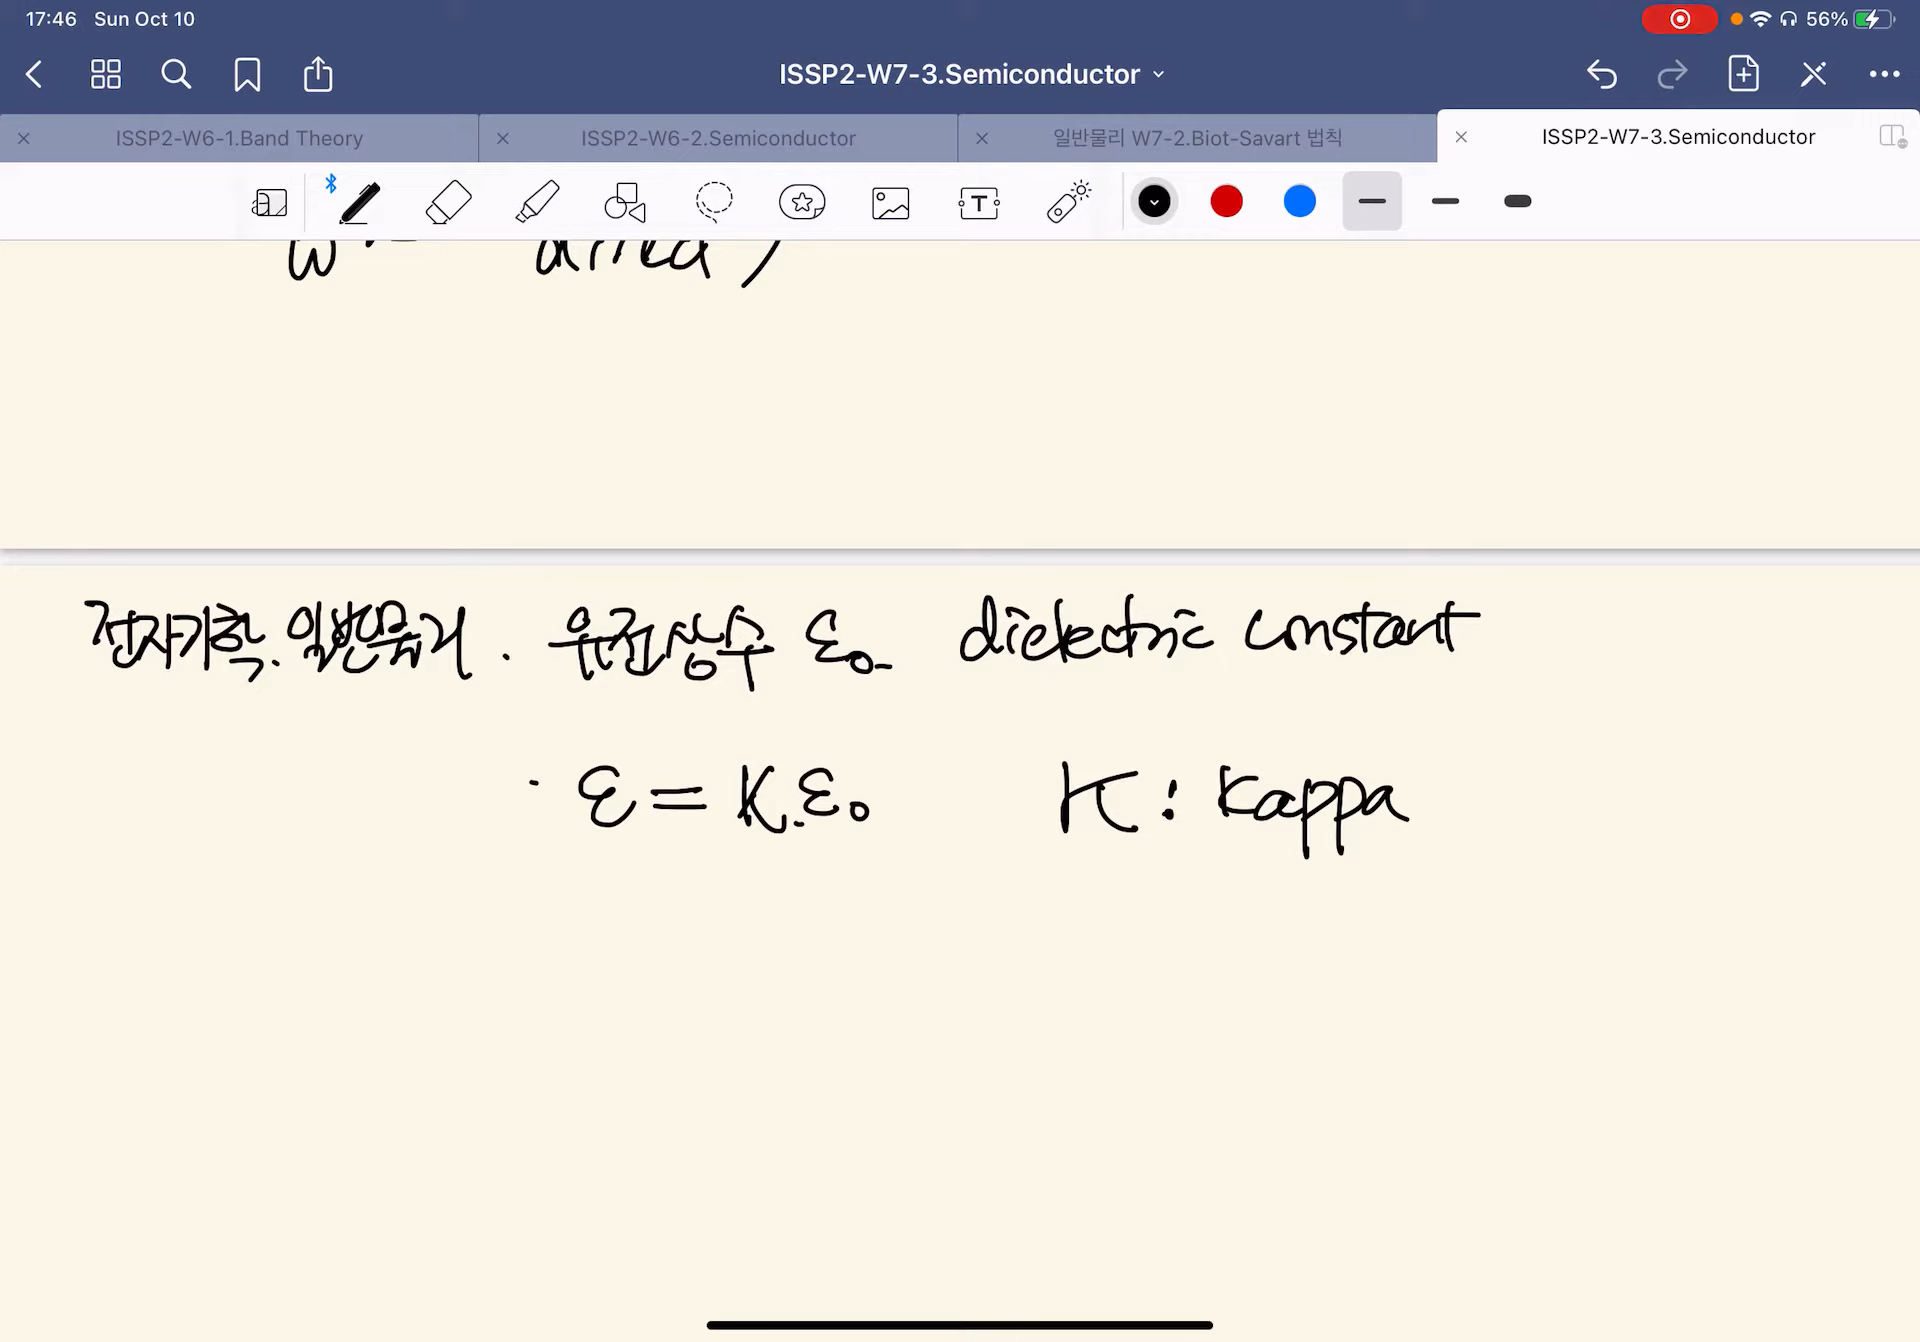 17:46 Sun Oct 10 56%
ISSP2-W7-3.Semiconductor
ISSP2-W6-1.Band Theory
ISSP2-W6-2.Semiconductor
일반물리 W7-2.Biot-Savart 법칙
ISSP2-W7-3.Semiconductor
전자기학. 일반물리. 유전상수 ε₀ dielectric constant
ε = κ.ε₀ κ : kappa